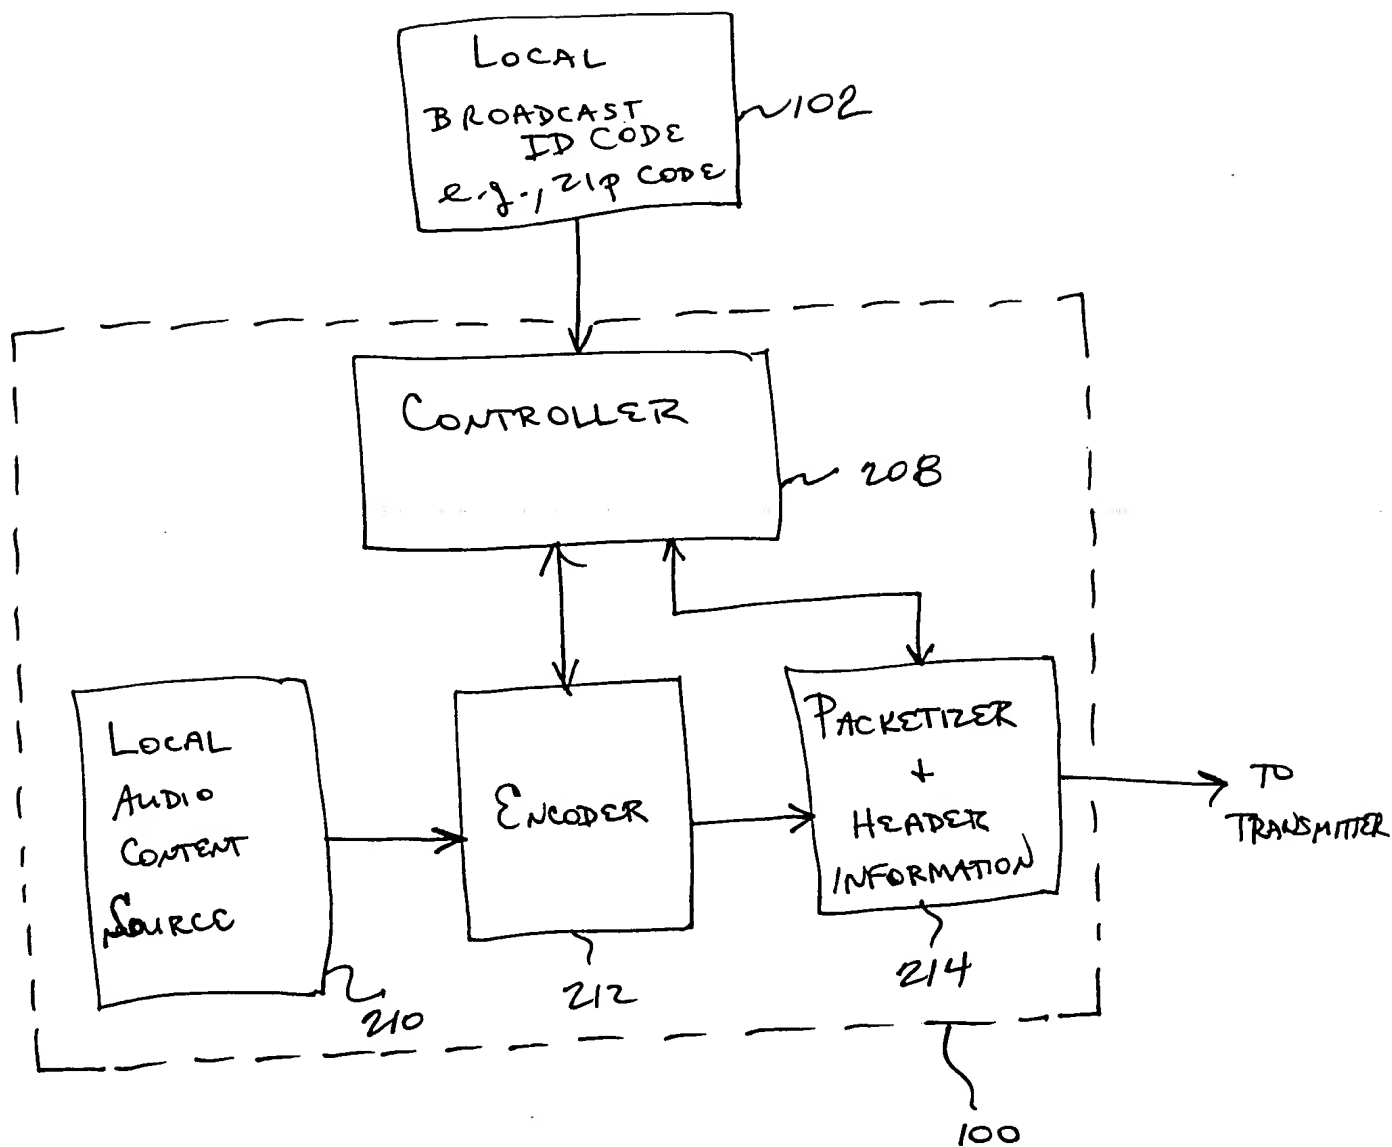 LOCAL
BROADCAST
ID CODE
e.g., ZIP CODE
102
CONTROLLER
208
LOCAL
AUDIO
CONTENT
SOURCE
210
ENCODER
212
PACKETIZER
+
HEADER
INFORMATION
214
TO
TRANSMITTER
100